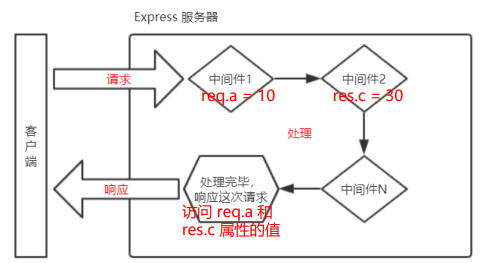 Express 服务器
请求
中间件1
req.a = 10
中间件2
res.c = 30
客
户
端
处理
响应
处理完毕，
响应这次请求
访问 req.a 和
res.c 属性的值
中间件N